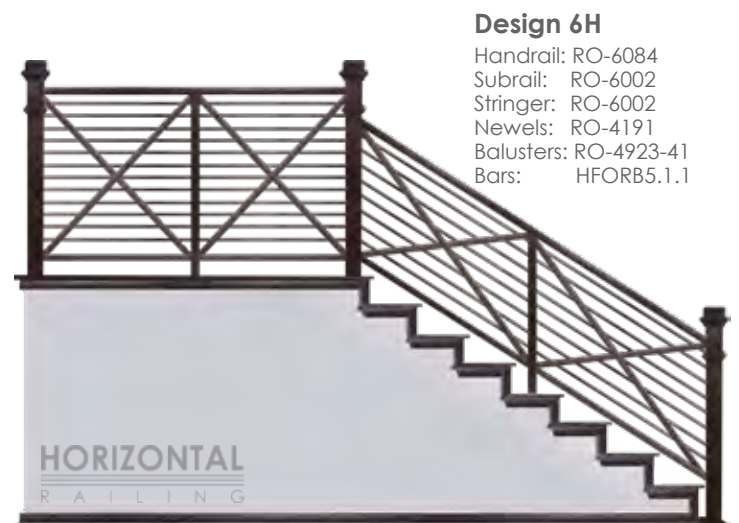 Design 6H
Handrail: RO-6084
Subrail: RO-6002
Stringer: RO-6002
Newels: RO-4191
Balusters: RO-4923-41
Bars: HFORB5.1.1
HORIZONTAL
RAILING